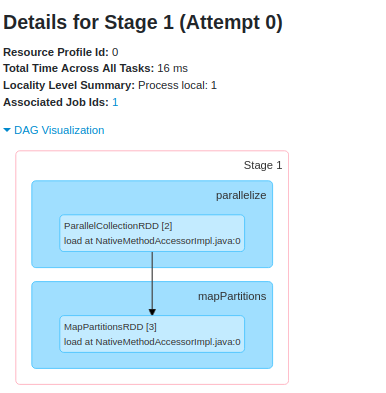 Details for Stage 1 (Attempt 0)
Resource Profile Id: 0
Total Time Across All Tasks: 16 ms
Locality Level Summary: Process local: 1
Associated Job Ids: 1
DAG Visualization
Stage 1
parallelize
ParallelCollectionRDD [2]
load at NativeMethodAccessorImpl.java:0
mapPartitions
MapPartitionsRDD [3]
load at NativeMethodAccessorImpl.java:0